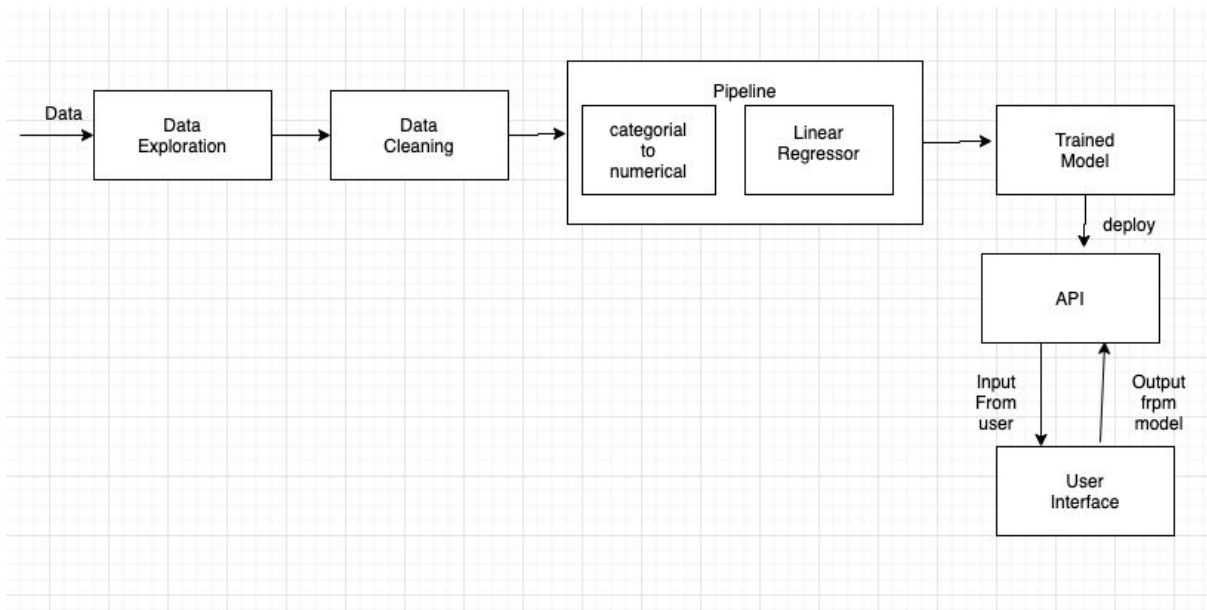 Data
Data
Exploration
Data
Cleaning
Pipeline
categorial
to
numerical
Linear
Regressor
Trained
Model
deploy
API
Input
From
user
Output
frpm
model
User
Interface